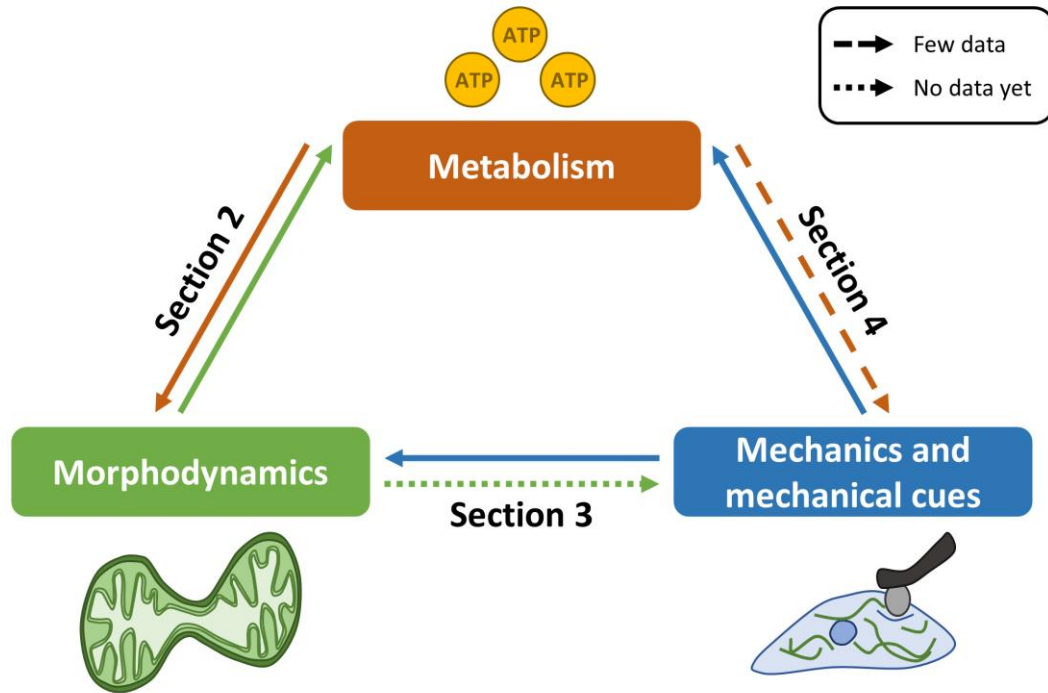 ATP
ATP
ATP
Few data
No data yet
Metabolism
Section 2
Section 4
Morphodynamics
Section 3
Mechanics and
mechanical cues